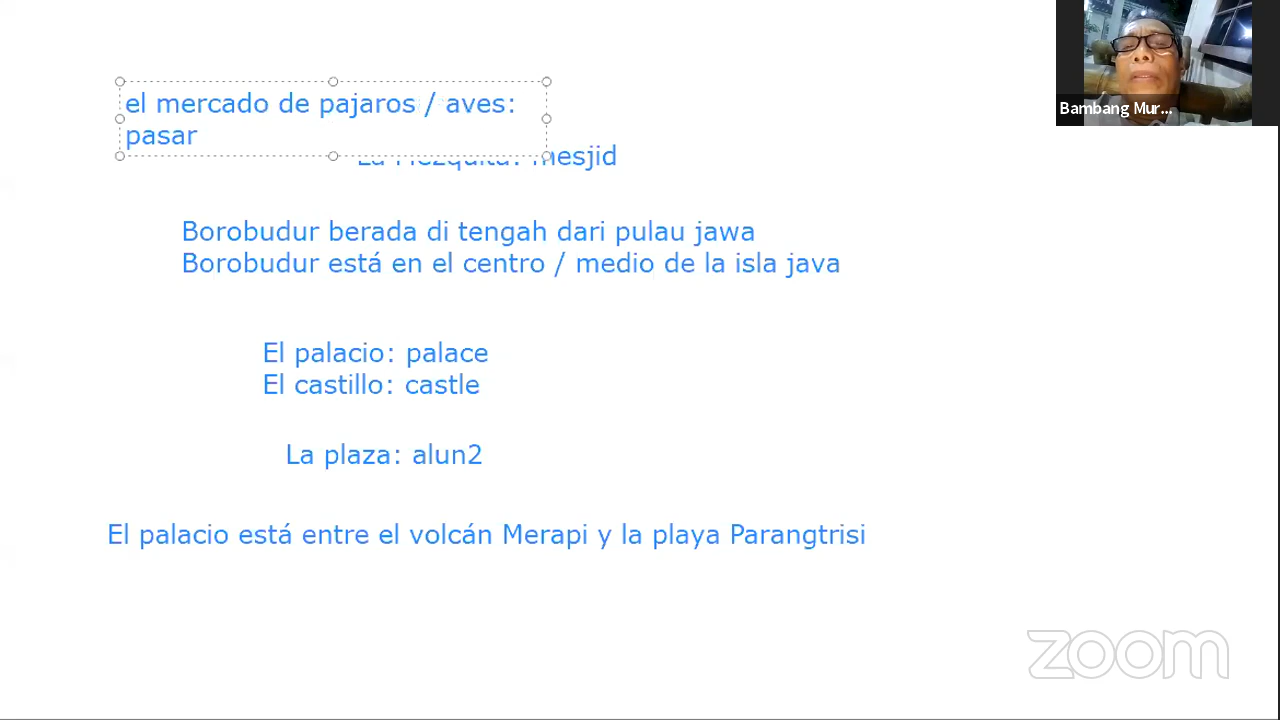 el mercado de pajaros / aves:
pasar
La Mezquita: mesjid
Borobudur berada di tengah dari pulau jawa
Borobudur está en el centro / medio de la isla java
El palacio: palace
El castillo: castle
La plaza: alun2
El palacio está entre el volcán Merapi y la playa Parangtrisi
Bambang Mur...
zoom